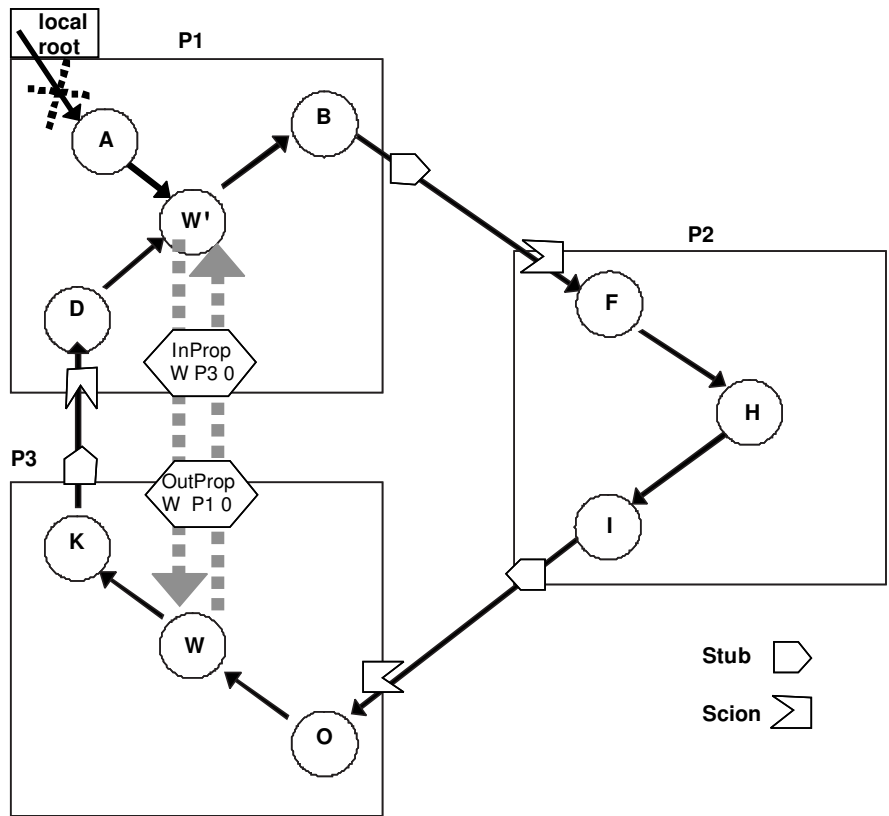 local
root
P1
A
B
W'
D
InProp
W P3 0
P2
F
H
I
P3
OutProp
W P1 0
K
W
O
Stub
Scion